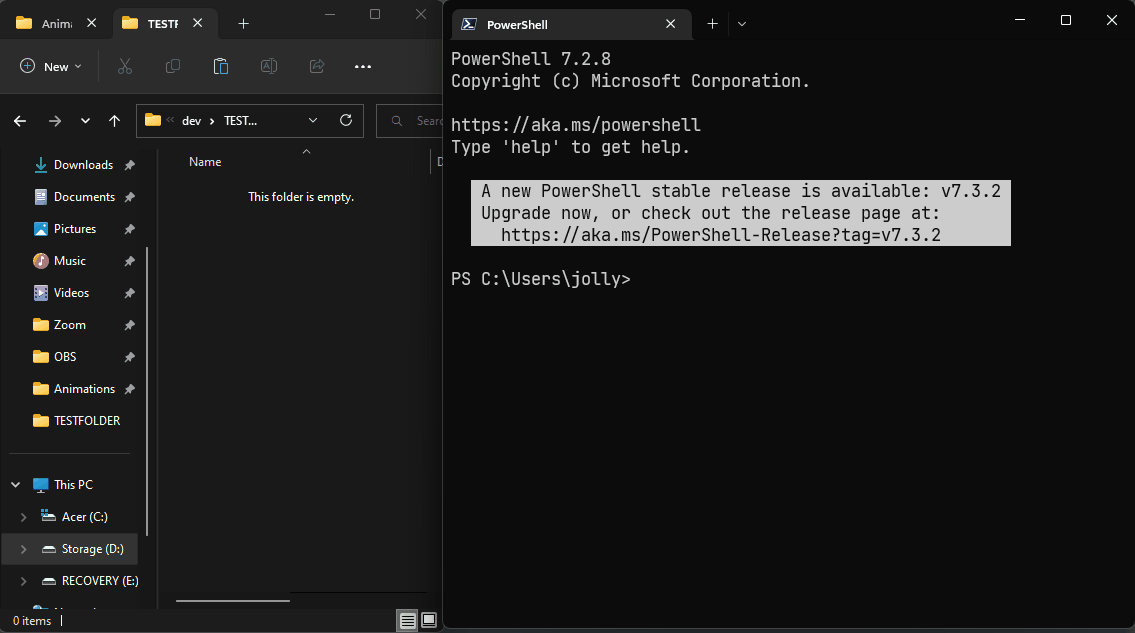 Anima
TESTF
New
dev
TEST...
Sear
Name
D
This folder is empty.
Downloads
Documents
Pictures
Music
Videos
Zoom
OBS
Animations
TESTFOLDER
This PC
Acer (C:)
Storage (D:)
RECOVERY (E:)
0 items
PowerShell
PowerShell 7.2.8
Copyright (c) Microsoft Corporation.
https://aka.ms/powershell
Type 'help' to get help.
A new PowerShell stable release is available: v7.3.2
Upgrade now, or check out the release page at:
https://aka.ms/PowerShell-Release?tag=v7.3.2
PS C:\Users\jolly>